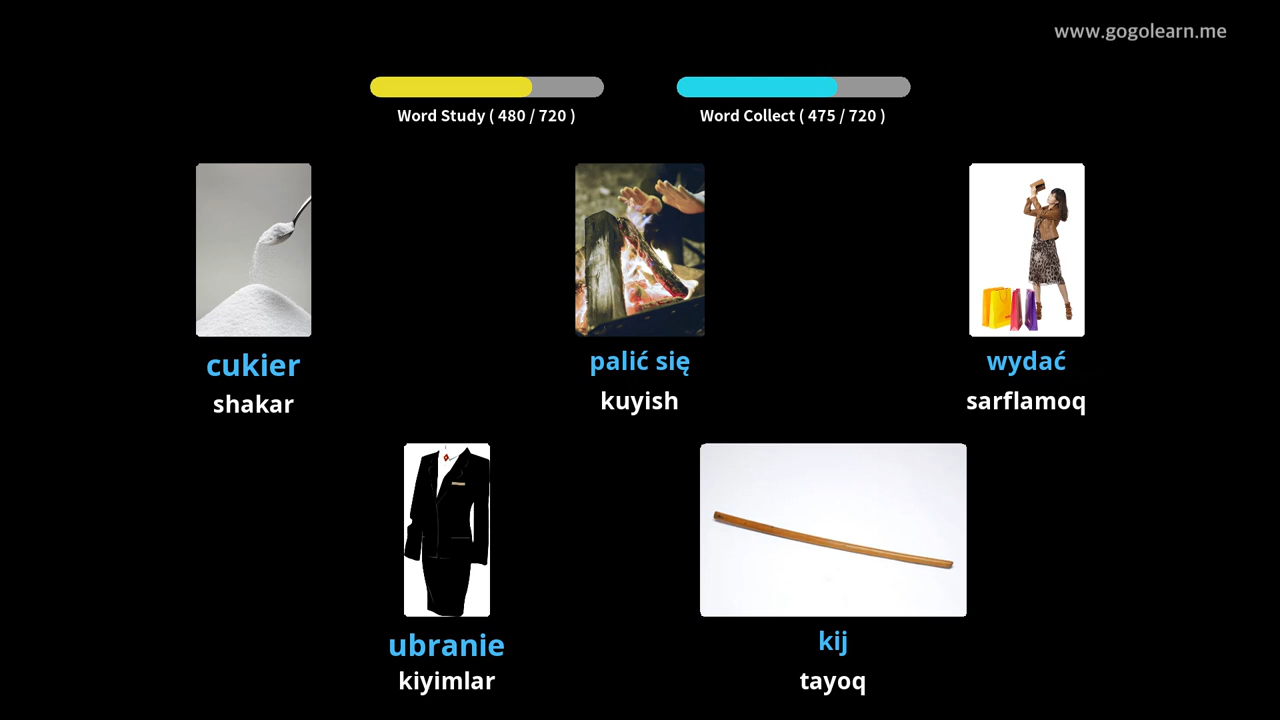 www.gogolearn.me
Word Study ( 480 / 720 )
Word Collect ( 475 / 720 )
cukier
shakar
palić się
kuyish
wydać
sarflamoq
ubranie
kiyimlar
kij
tayoq